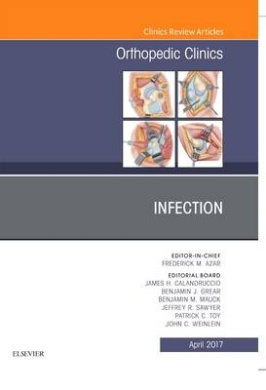 Clinics Review Articles
Orthopedic Clinics
INFECTION
EDITOR-IN-CHIEF
FREDERICK M. AZAR
EDITORIAL BOARD
JAMES H. CALANDRUCCIO
BENJAMIN J. GREAR
BENJAMIN M. MAUCK
JEFFREY R. SAWYER
PATRICK C. TOY
JOHN C. WEINLEIN
ELSEVIER
April 2017